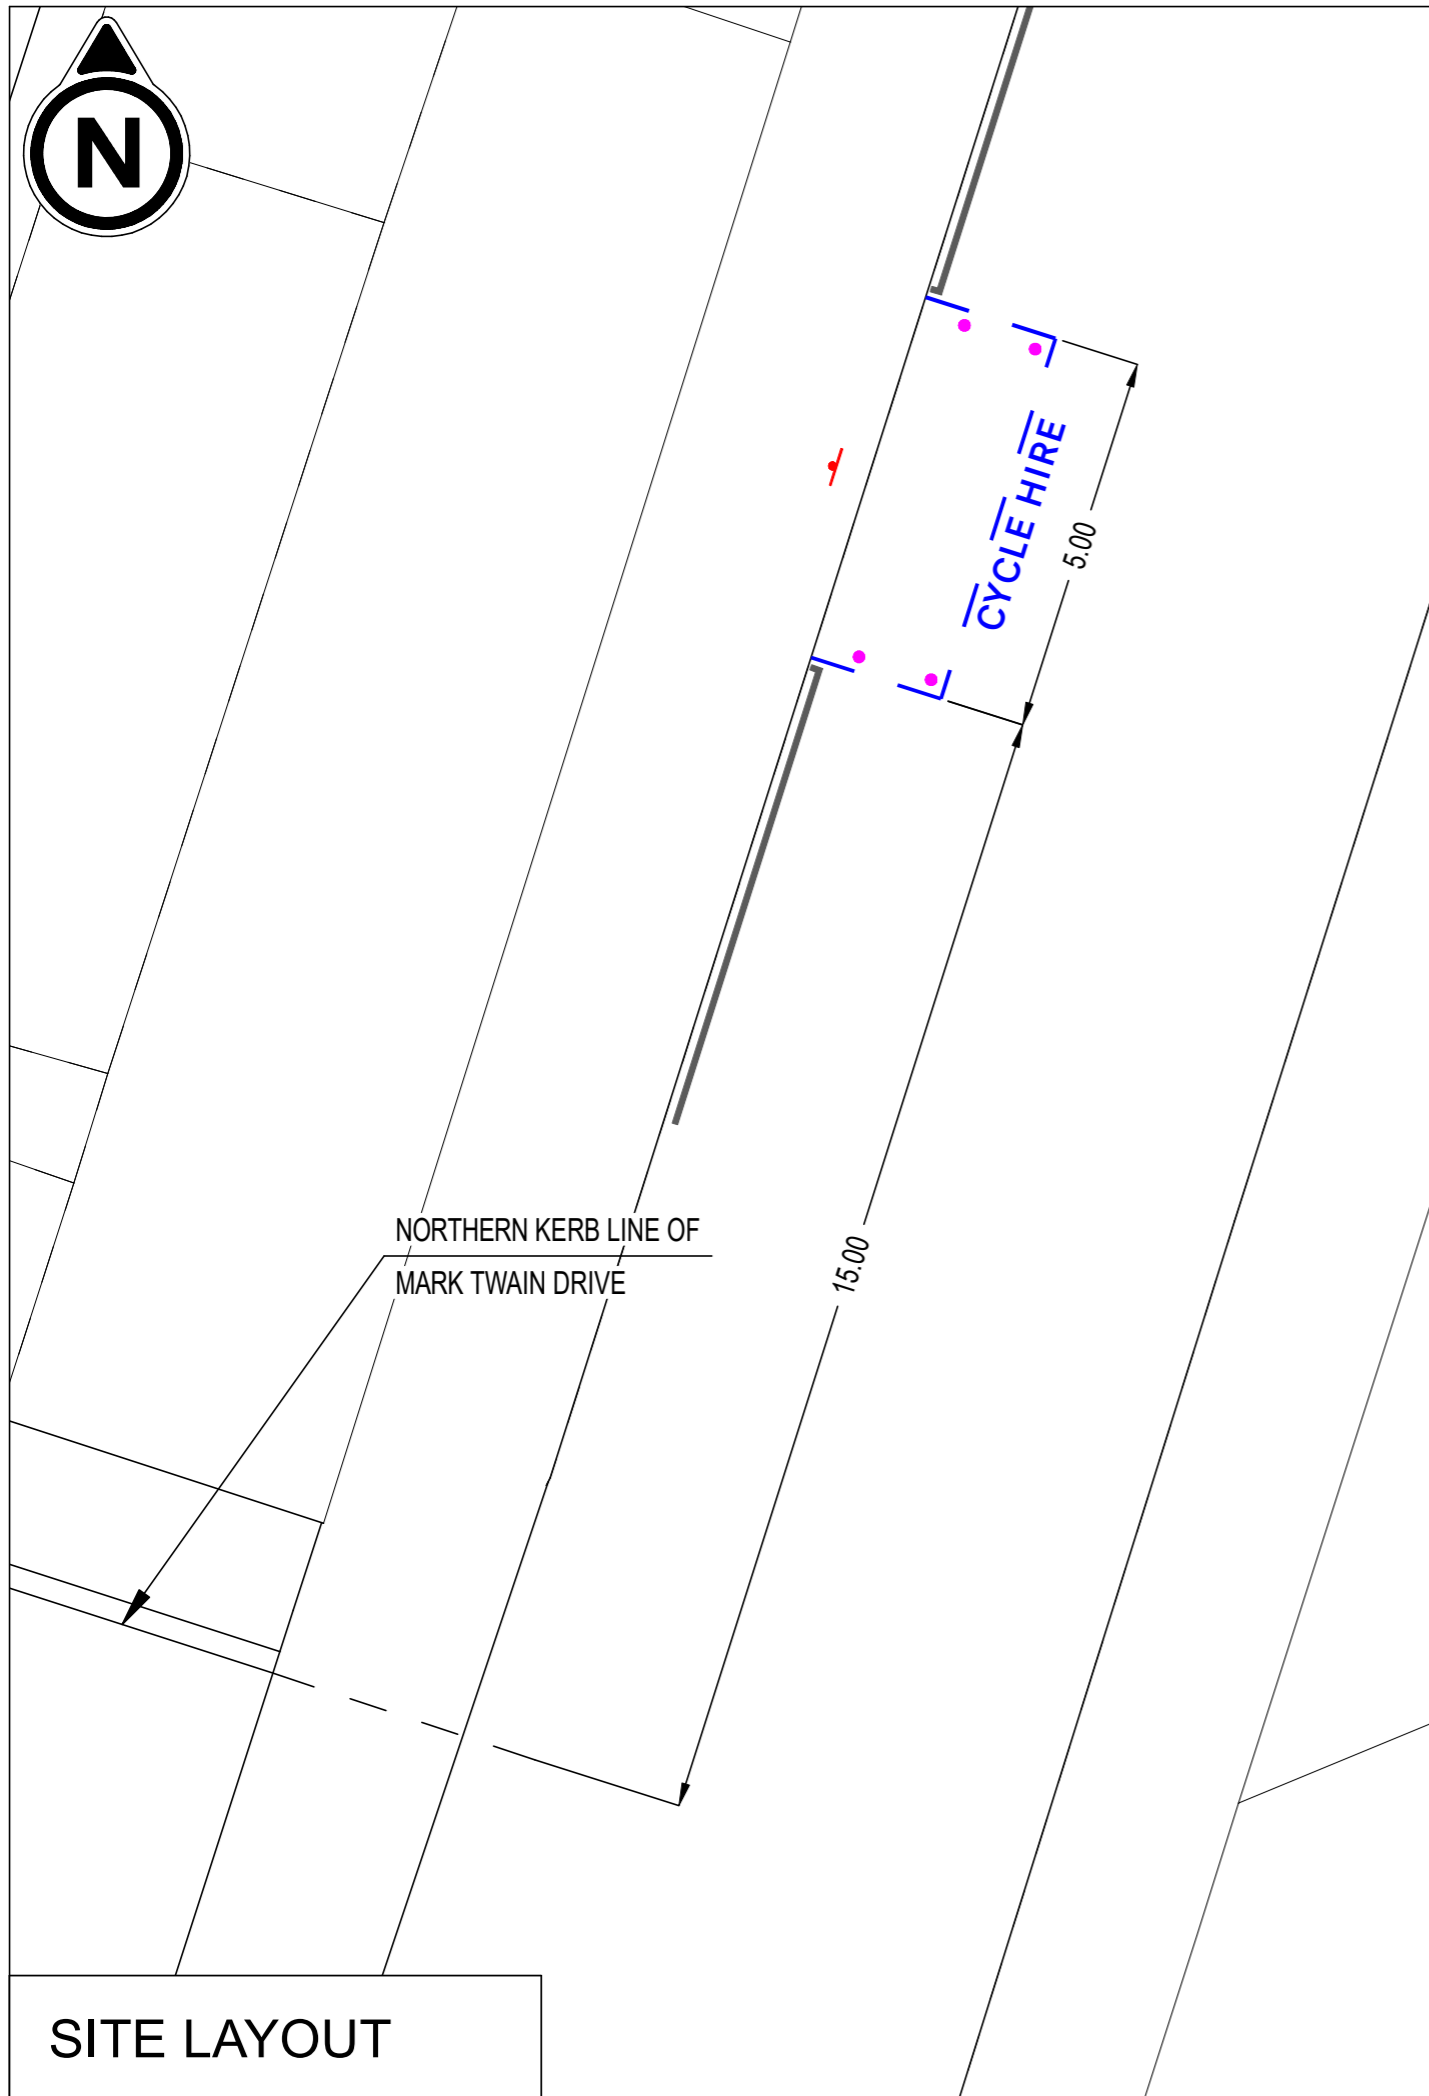 N
CYCLE HIRE
5.00
15.00
NORTHERN KERB LINE OF
MARK TWAIN DRIVE
SITE LAYOUT